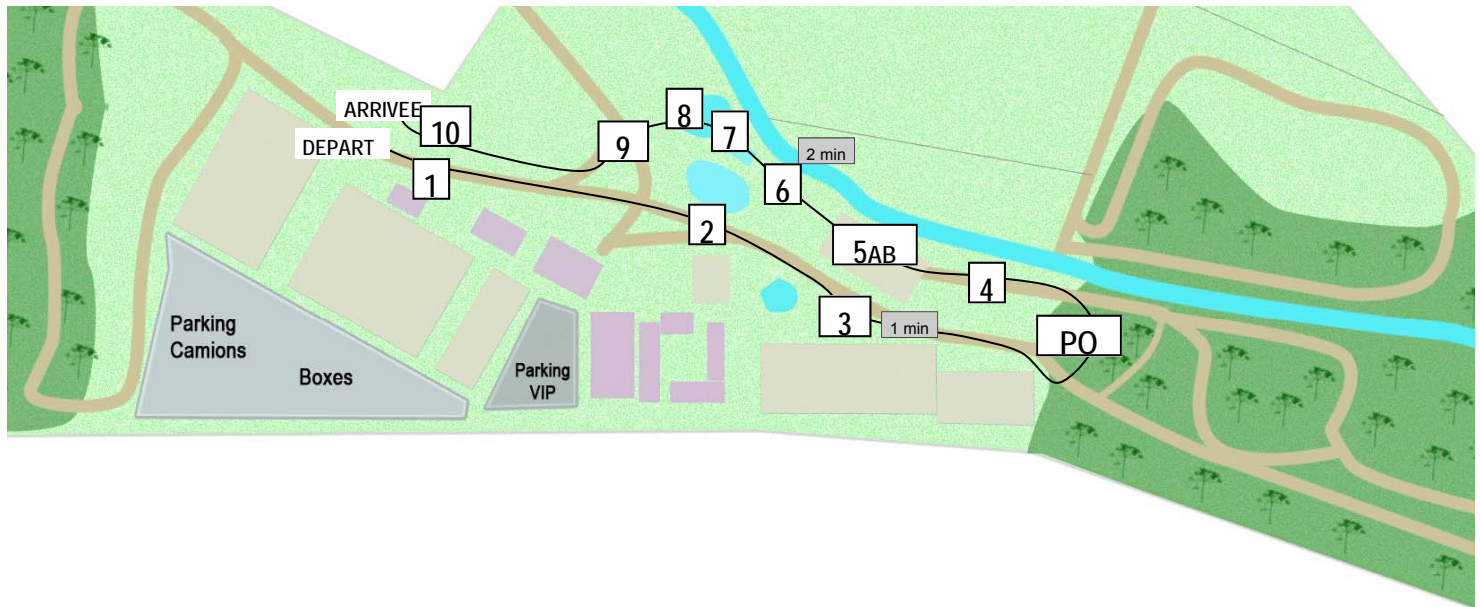 ARRIVEE
10
DEPART
1
9
8
7
2 min
6
2
5AB
4
3
1 min
PO
Parking
Camions
Boxes
Parking
VIP